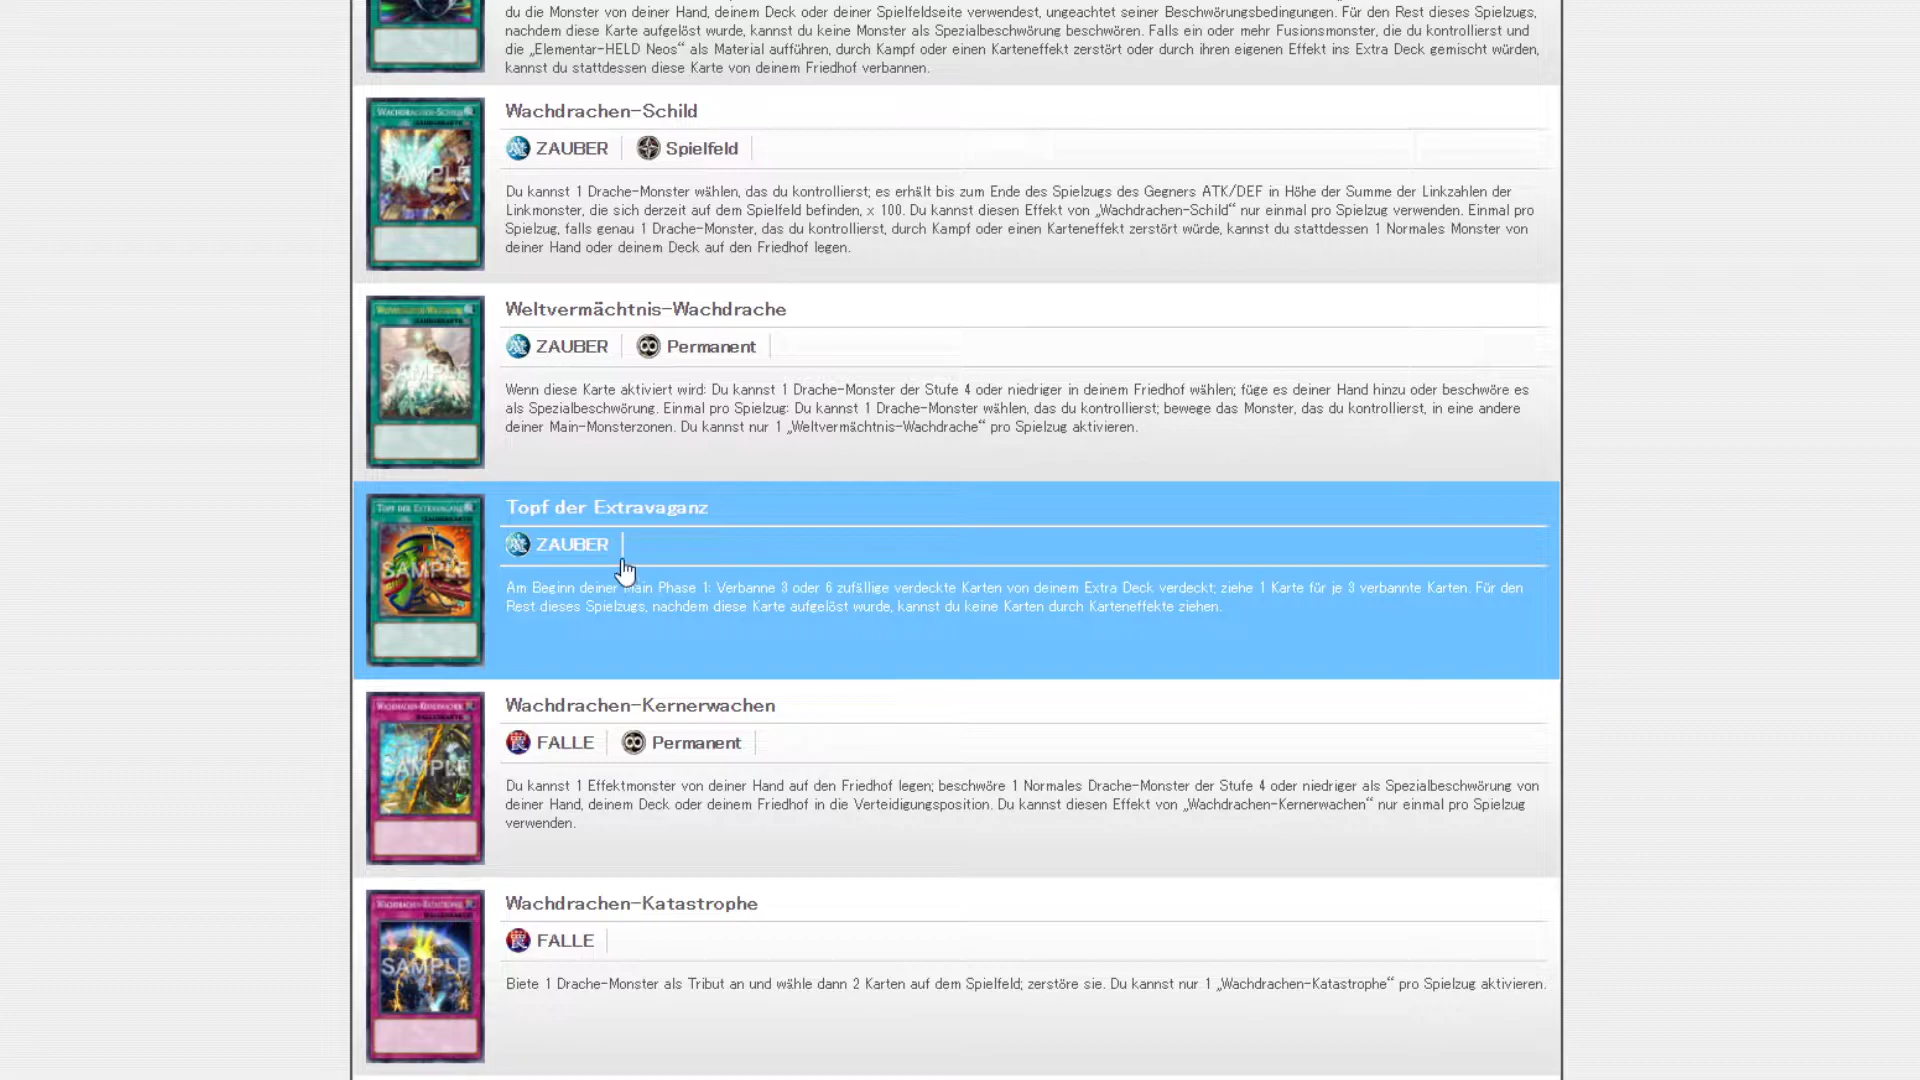 du die Monster von deiner Hand, deinem Deck oder deiner Spielfeldseite verwendest, ungeachtet seiner Beschwörungsbedingungen. Für den Rest dieses Spielzugs,
nachdem diese Karte aufgelöst wurde, kannst du keine Monster als Spezialbeschwörung beschwören. Falls ein oder mehr Fusionsmonster, die du kontrollierst und
die „Elementar-HELD Neos“ als Material aufführen, durch Kampf oder einen Karteneffekt zerstört oder durch ihren eigenen Effekt ins Extra Deck gemischt würden,
kannst du stattdessen diese Karte von deinem Friedhof verbannen.
WACHDRACHEN-SCHILD
SAMPLE
Wachdrachen-Schild
ZAUBER
Spielfeld
Du kannst 1 Drache-Monster wählen, das du kontrollierst; es erhält bis zum Ende des Spielzugs des Gegners ATK/DEF in Höhe der Summe der Linkzahlen der
Linkmonster, die sich derzeit auf dem Spielfeld befinden, x 100. Du kannst diesen Effekt von „Wachdrachen-Schild“ nur einmal pro Spielzug verwenden. Einmal pro
Spielzug, falls genau 1 Drache-Monster, das du kontrollierst, durch Kampf oder einen Karteneffekt zerstört würde, kannst du stattdessen 1 Normales Monster von
deiner Hand oder deinem Deck auf den Friedhof legen.
SAMPLE
Weltvermächtnis-Wachdrache
ZAUBER
Permanent
Wenn diese Karte aktiviert wird: Du kannst 1 Drache-Monster der Stufe 4 oder niedriger in deinem Friedhof wählen; füge es deiner Hand hinzu oder beschwöre es
als Spezialbeschwörung. Einmal pro Spielzug: Du kannst 1 Drache-Monster wählen, das du kontrollierst; bewege das Monster, das du kontrollierst, in eine andere
deiner Main-Monsterzonen. Du kannst nur 1 „Weltvermächtnis-Wachdrache“ pro Spielzug aktivieren.
TOPF DER EXTRAVAGANZ
SAMPLE
Topf der Extravaganz
ZAUBER
Am Beginn deiner Main Phase 1: Verbanne 3 oder 6 zufällige verdeckte Karten von deinem Extra Deck verdeckt; ziehe 1 Karte für je 3 verbannte Karten. Für den
Rest dieses Spielzugs, nachdem diese Karte aufgelöst wurde, kannst du keine Karten durch Karteneffekte ziehen.
WACHDRACHEN-KERNERWACHEN
SAMPLE
Wachdrachen-Kernerwachen
罠 FALLE
Permanent
Du kannst 1 Effektmonster von deiner Hand auf den Friedhof legen; beschwöre 1 Normales Drache-Monster der Stufe 4 oder niedriger als Spezialbeschwörung von
deiner Hand, deinem Deck oder deinem Friedhof in die Verteidigungsposition. Du kannst diesen Effekt von „Wachdrachen-Kernerwachen“ nur einmal pro Spielzug
verwenden.
WACHDRACHEN-KATASTROPHE
SAMPLE
Wachdrachen-Katastrophe
罠 FALLE
Biete 1 Drache-Monster als Tribut an und wähle dann 2 Karten auf dem Spielfeld; zerstöre sie. Du kannst nur 1 „Wachdrachen-Katastrophe“ pro Spielzug aktivieren.